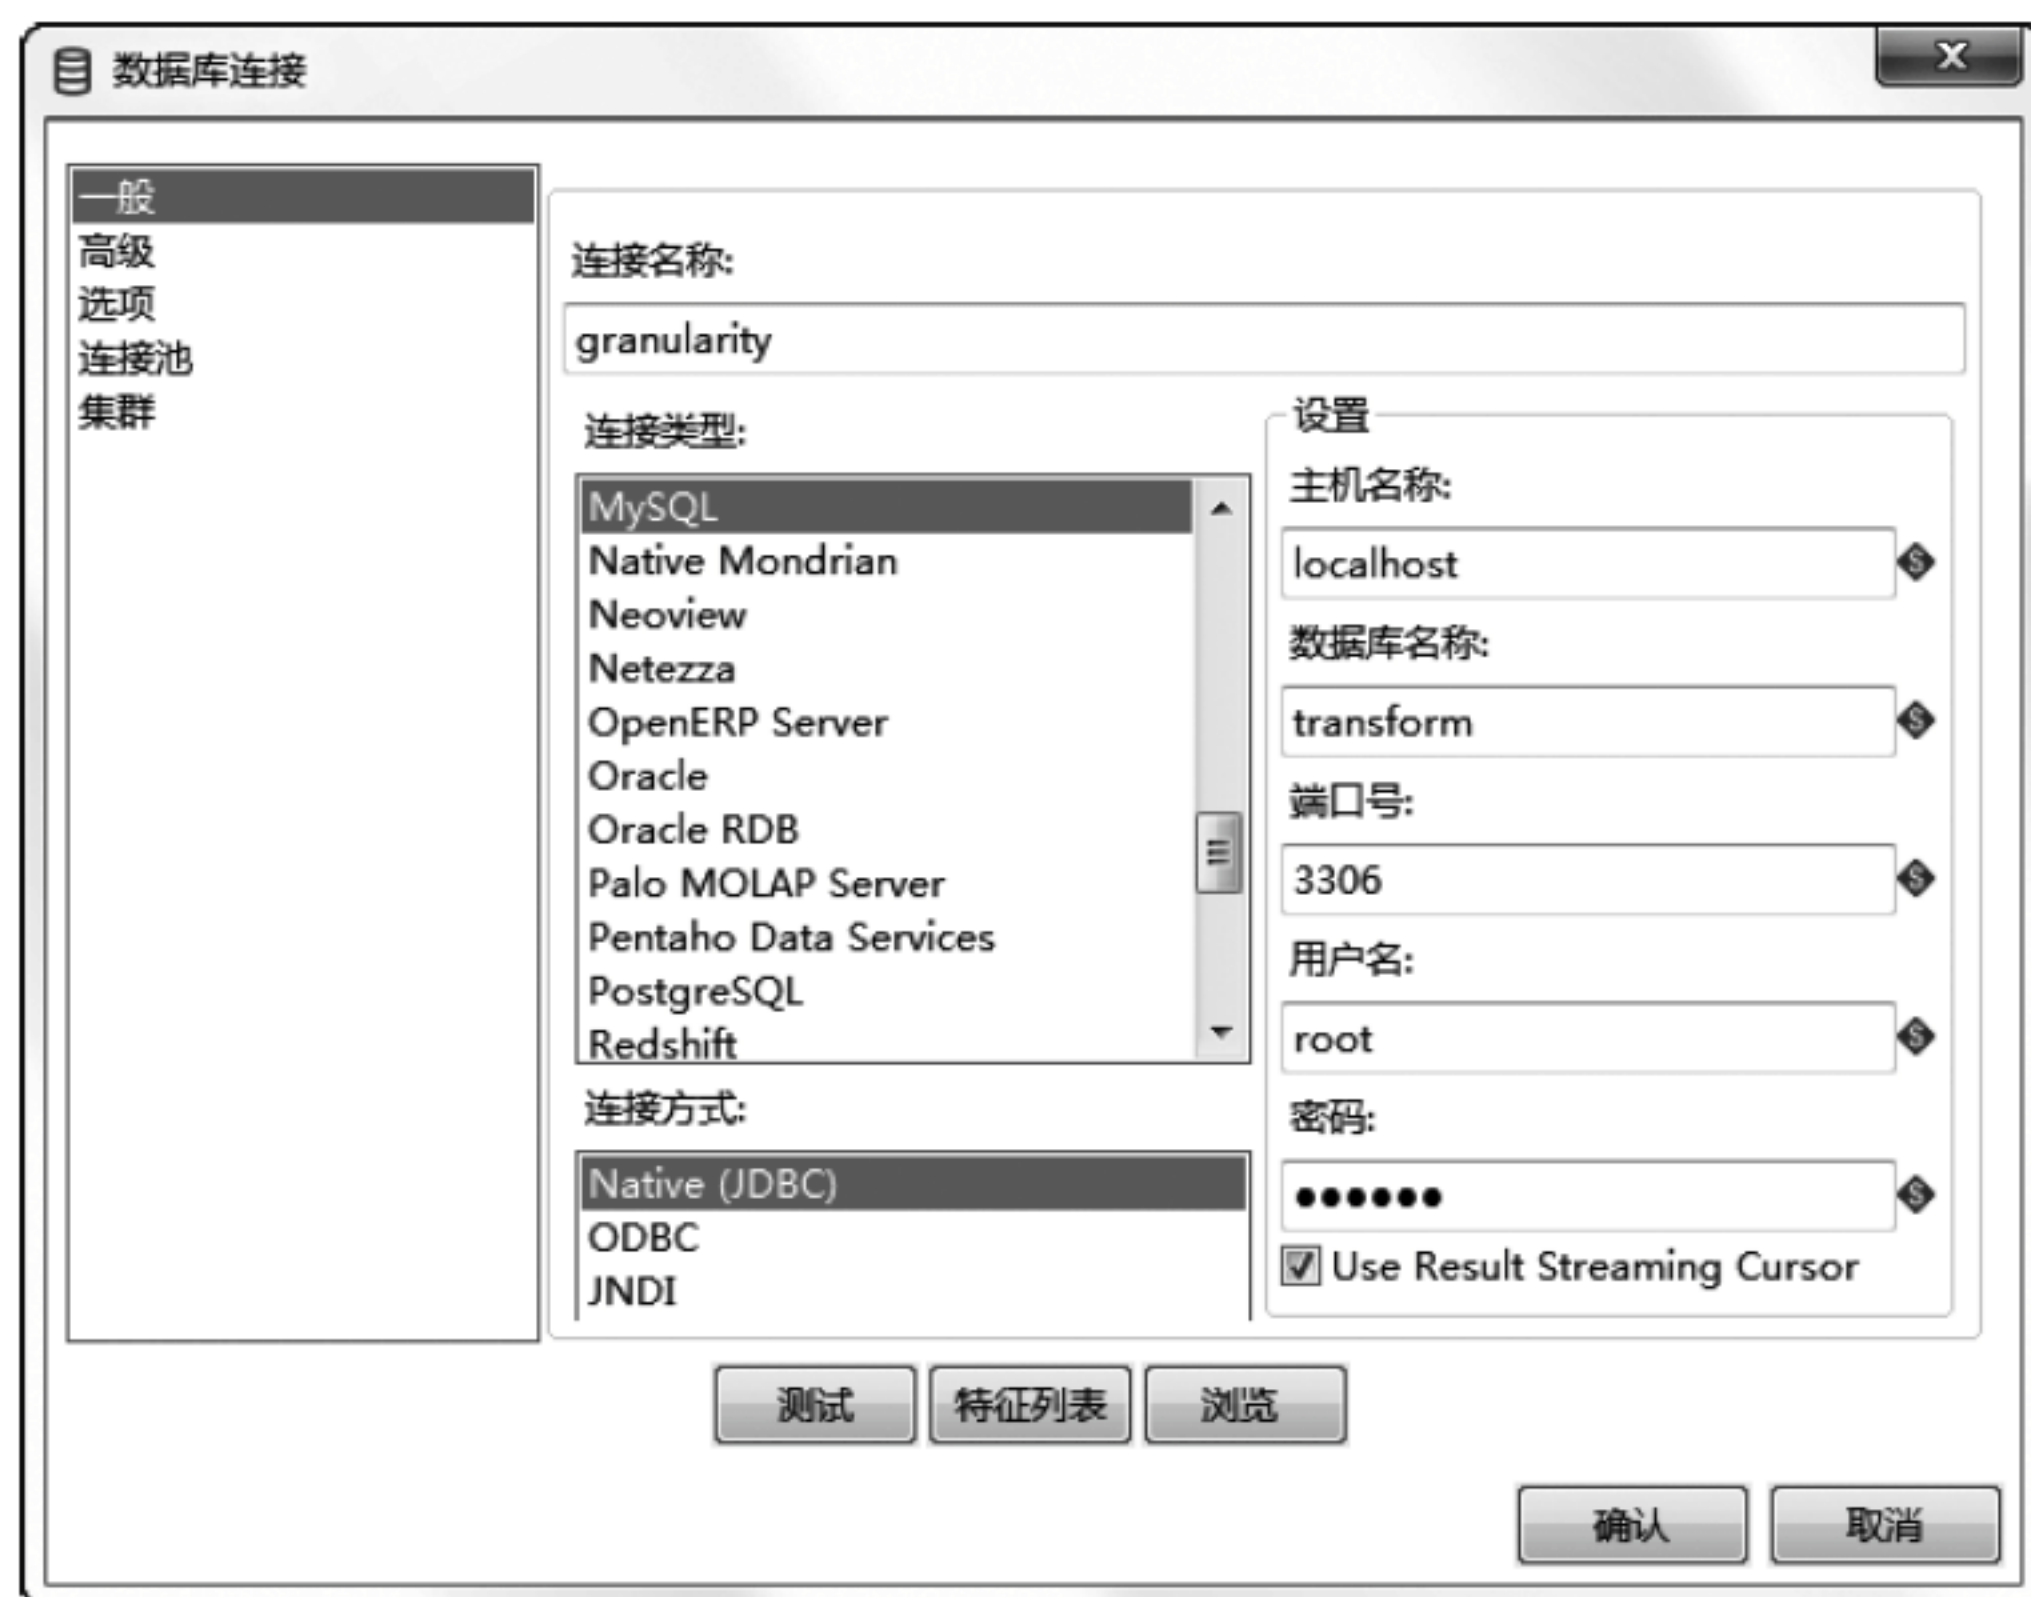 数据库连接
一般
高级
选项
连接池
集群
连接名称:
granularity
连接类型:
MySQL
Native Mondrian
Neoview
Netezza
OpenERP Server
Oracle
Oracle RDB
Palo MOLAP Server
Pentaho Data Services
PostgreSQL
Redshift
连接方式:
Native (JDBC)
ODBC
JNDI
设置
主机名称:
localhost
数据库名称:
transform
端口号:
3306
用户名:
root
密码:
●●●●●●
Use Result Streaming Cursor
测试
特征列表
浏览
确认
取消